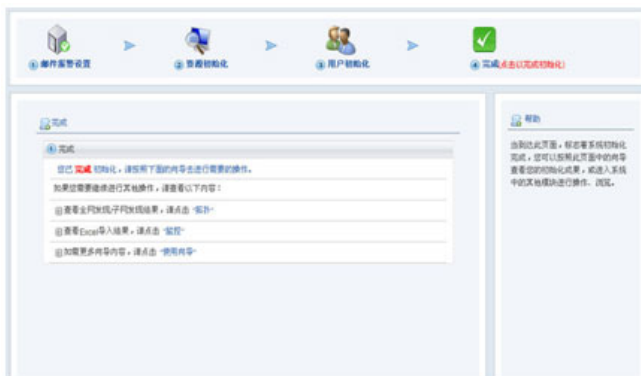 ① 邮件报警设置
② 资源初始化
③ 用户初始化
④ 完成(点击以完成初始化)
完成
① 完成
您已 完成 初始化，请按照下面的向导去进行需要的操作。
如果您需要继续进行其他操作，请查看以下内容：
查看全网发现/子网发现结果，请点击 "拓扑"
查看Excel导入结果，请点击 "监控"
如需更多向导内容，请点击 "使用向导"
帮助
当到达此页面，标志着系统初始化
完成，您可以按照此页面中的向导
查看您的初始化成果，或进入系统
中的其他模块进行操作、浏览。